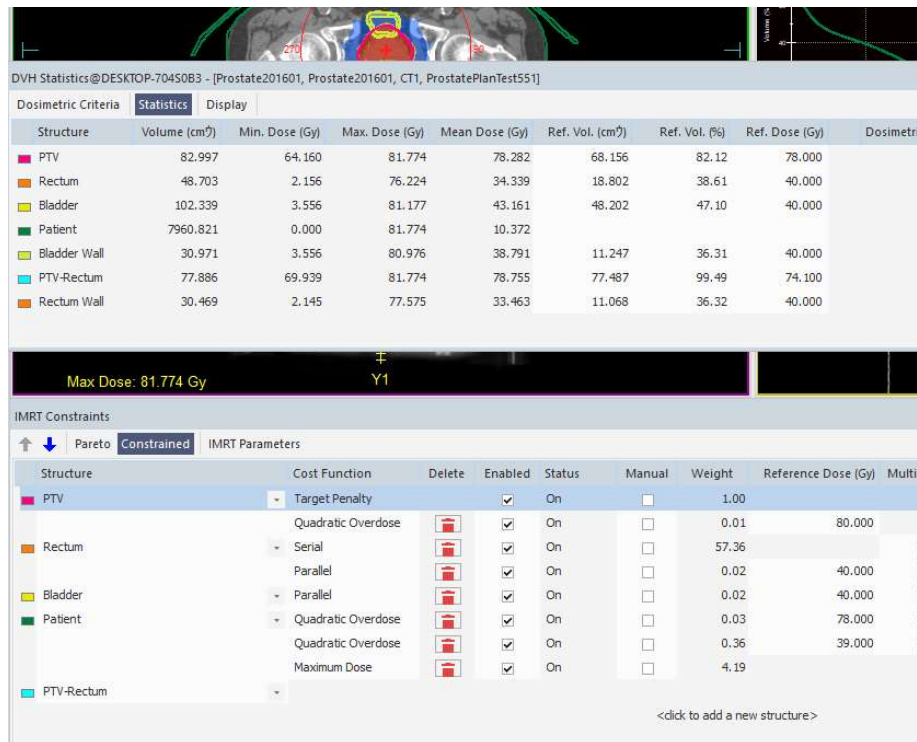 270
90
Volume (%)
40
DVH Statistics@DESKTOP-704S0B3 - [Prostate201601, Prostate201601, CT1, ProstatePlanTest551]
Dosimetric Criteria Statistics Display
Structure Volume (cm³) Min. Dose (Gy) Max. Dose (Gy) Mean Dose (Gy) Ref. Vol. (cm³) Ref. Vol. (%) Ref. Dose (Gy) Dosimetri
PTV 82.997 64.160 81.774 78.282 68.156 82.12 78.000
Rectum 48.703 2.156 76.224 34.339 18.802 38.61 40.000
Bladder 102.339 3.556 81.177 43.161 48.202 47.10 40.000
Patient 7960.821 0.000 81.774 10.372
Bladder Wall 30.971 3.556 80.976 38.791 11.247 36.31 40.000
PTV-Rectum 77.886 69.939 81.774 78.755 77.487 99.49 74.100
Rectum Wall 30.469 2.145 77.575 33.463 11.068 36.32 40.000
Max Dose: 81.774 Gy
Y1
IMRT Constraints
Pareto Constrained IMRT Parameters
Structure Cost Function Delete Enabled Status Manual Weight Reference Dose (Gy) Multi
PTV Target Penalty On 1.00
Quadratic Overdose On 0.01 80.000
Rectum Serial On 57.36
Parallel On 0.02 40.000
Bladder Parallel On 0.02 40.000
Patient Quadratic Overdose On 0.03 78.000
Quadratic Overdose On 0.36 39.000
Maximum Dose On 4.19
PTV-Rectum
<click to add a new structure>